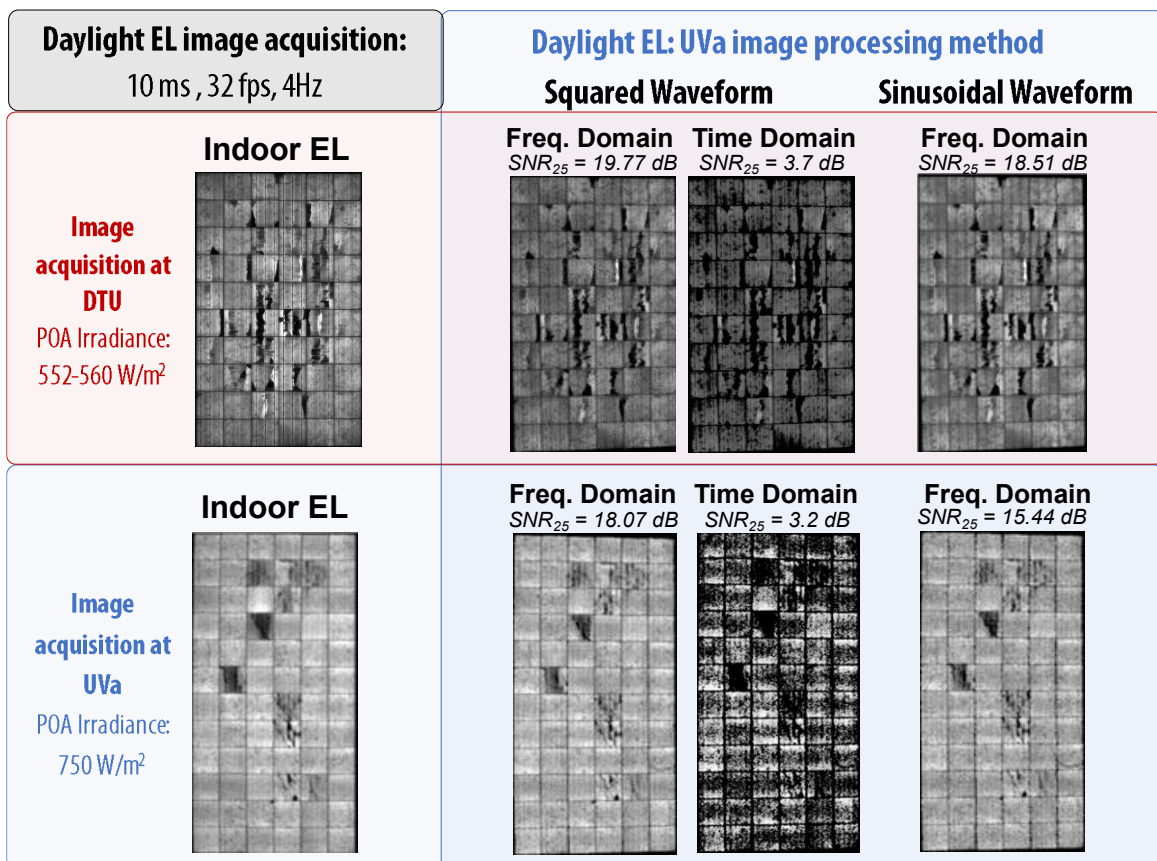 Daylight EL image acquisition:
10 ms , 32 fps, 4Hz
Daylight EL: UVa image processing method
Squared Waveform
Sinusoidal Waveform
Indoor EL
Freq. Domain
SNR25 = 19.77 dB
Time Domain
SNR25 = 3.7 dB
Freq. Domain
SNR25 = 18.51 dB
Image
acquisition at
DTU
POA Irradiance:
552-560 W/m²
Indoor EL
Freq. Domain
SNR25 = 18.07 dB
Time Domain
SNR25 = 3.2 dB
Freq. Domain
SNR25 = 15.44 dB
Image
acquisition at
UVa
POA Irradiance:
750 W/m²